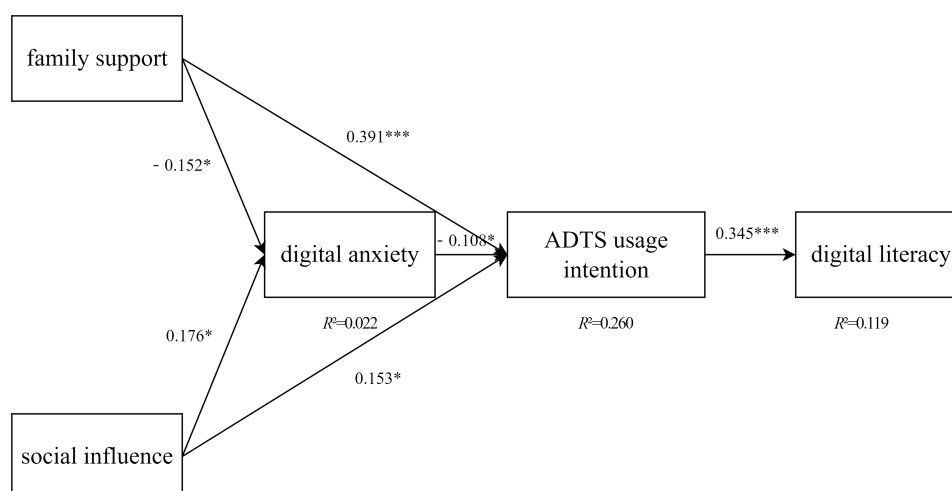 family support
0.391***
- 0.152*
digital anxiety
- 0.108*
ADTS usage
intention
0.345***
digital literacy
R²=0.022
R²=0.260
R²=0.119
0.176*
0.153*
social influence